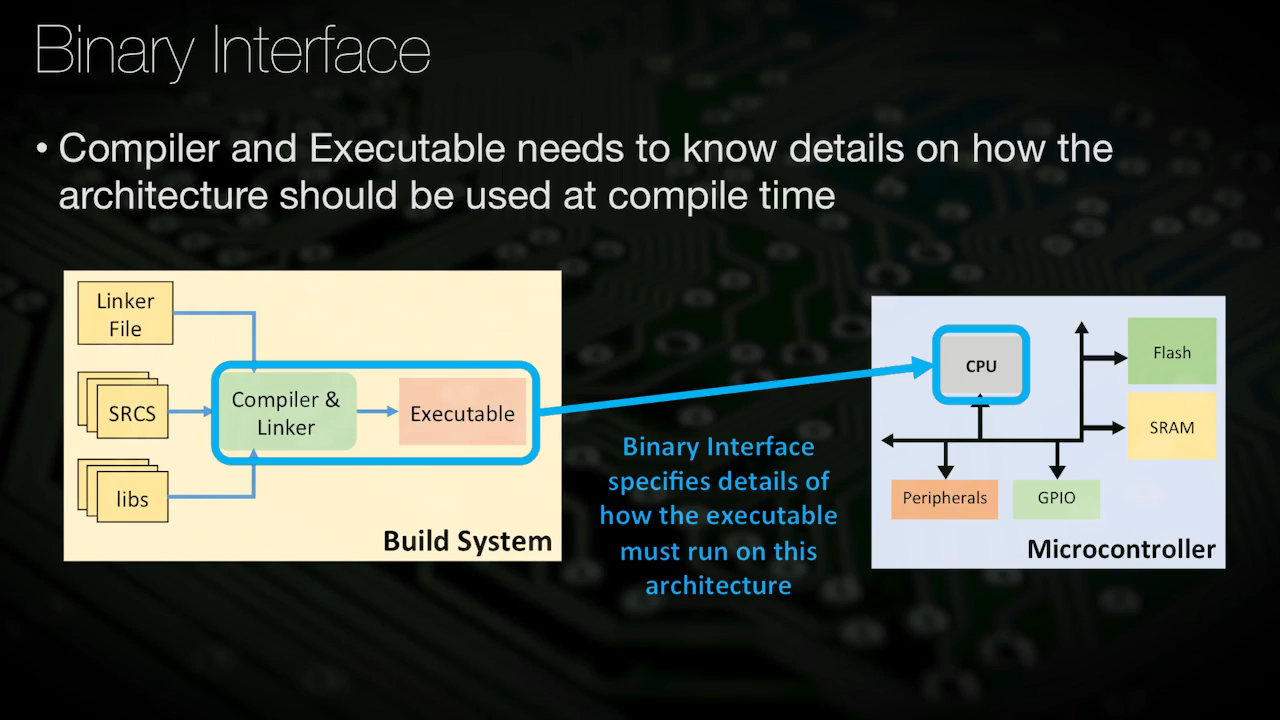 Binary Interface
• Compiler and Executable needs to know details on how the
architecture should be used at compile time
Linker
File
SRCS
libs
Compiler &
Linker
Executable
Build System
Binary Interface
specifies details of
how the executable
must run on this
architecture
CPU
Flash
SRAM
Peripherals
GPIO
Microcontroller